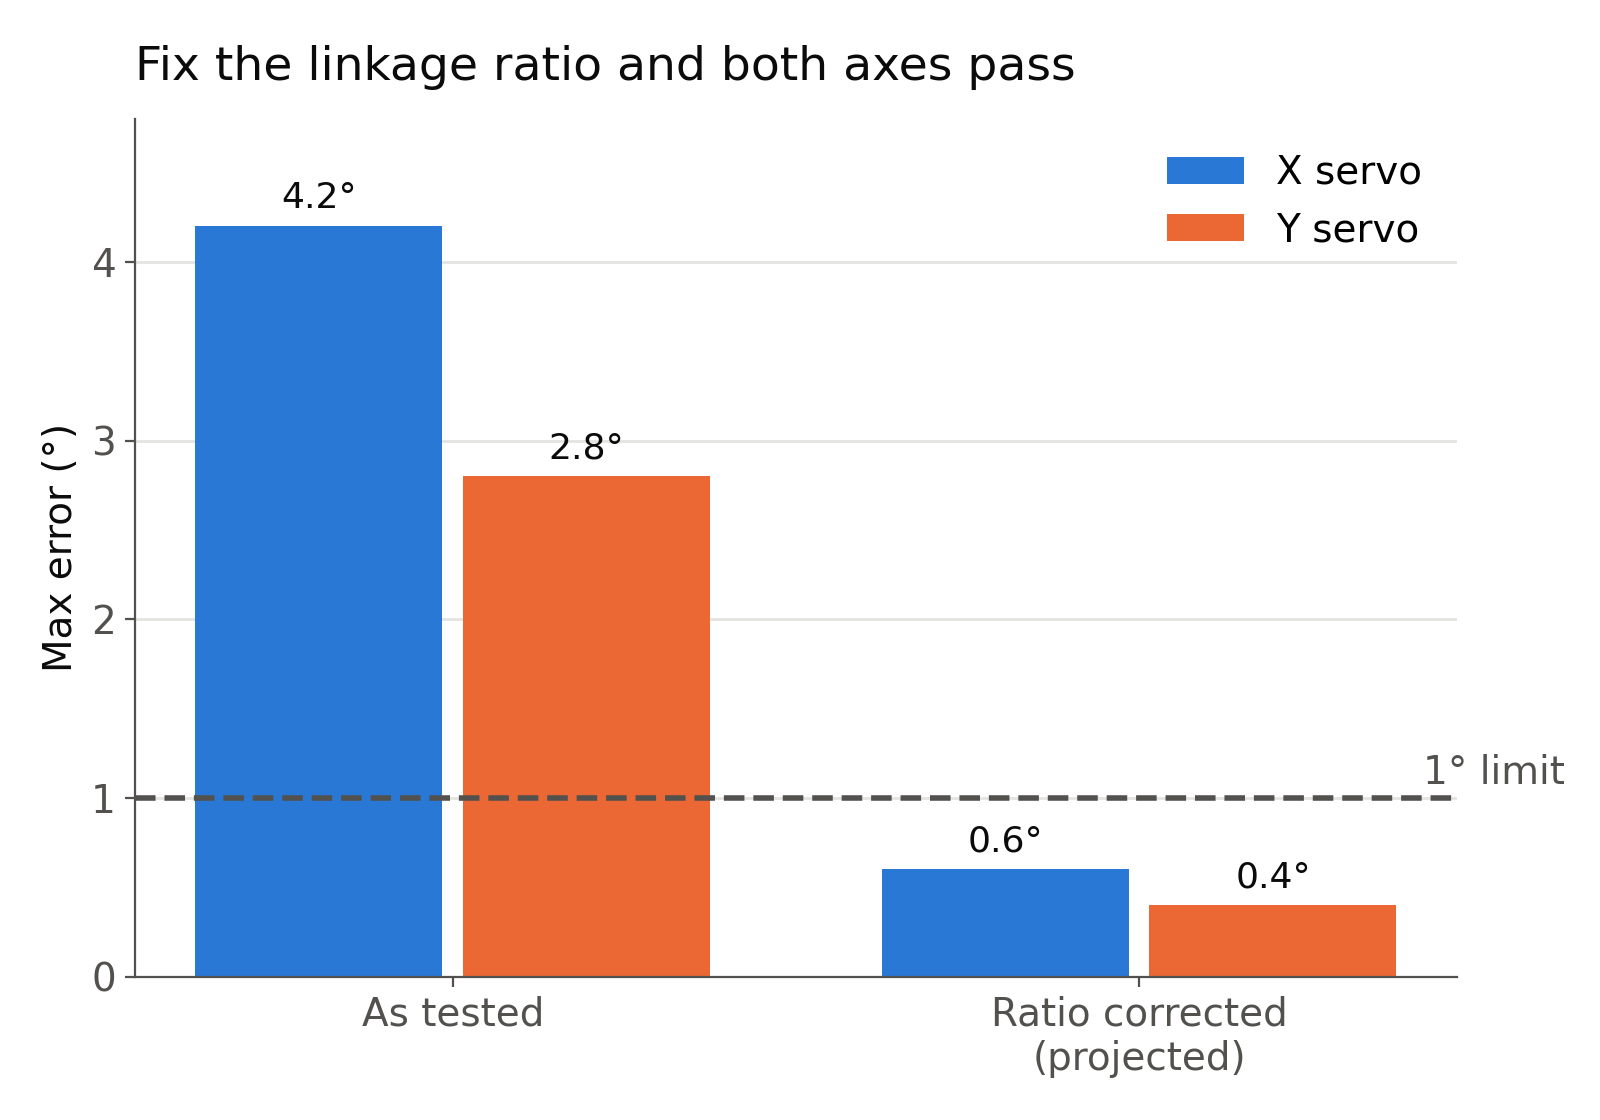 Fix the linkage ratio and both axes pass
X servo
Y servo
4.2°
2.8°
0.6°
0.4°
1° limit
Max error (°)
4
3
2
1
0
As tested
Ratio corrected
(projected)